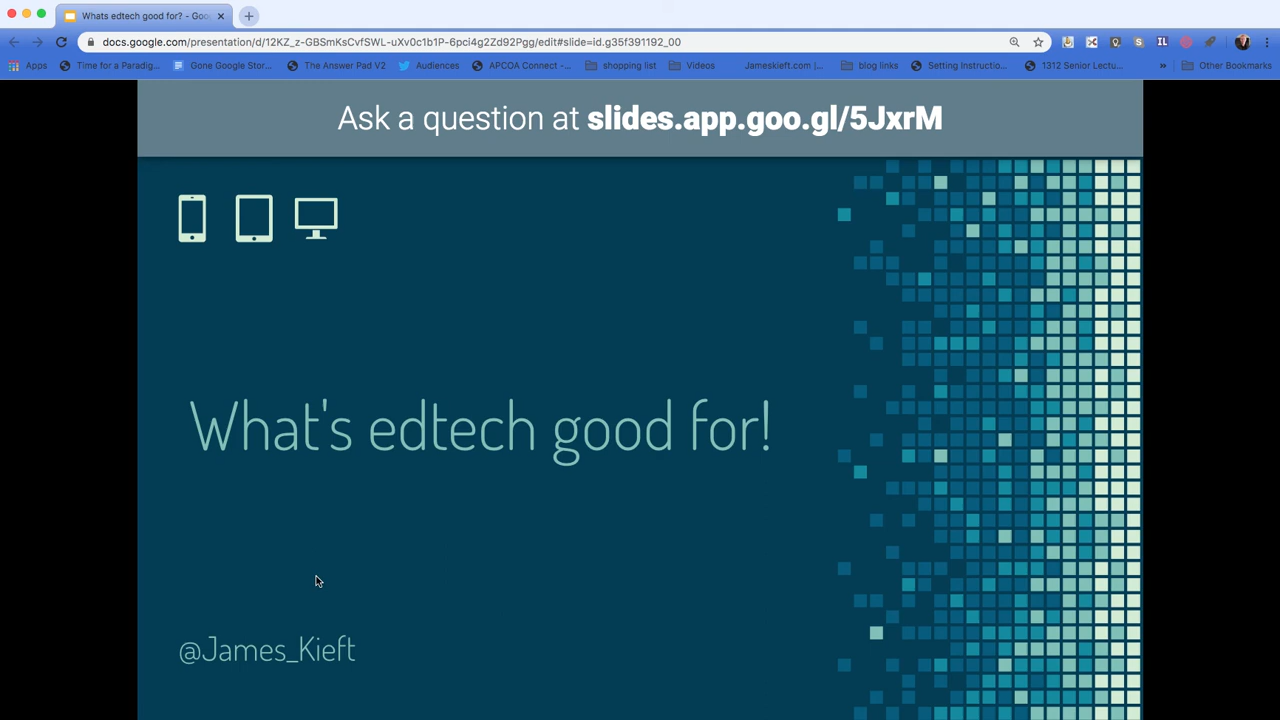 Whats edtech good for? - Goo
docs.google.com/presentation/d/12KZ_z-GBSmKsCvfSWL-uXv0c1b1P-6pci4g2Zd92Pgg/edit#slide=id.g35f391192_00
Apps Time for a Paradig... Gone Google Stor... The Answer Pad V2 Audiences APCOA Connect -... shopping list Videos Jameskieft.com |... blog links Setting Instructio... 1312 Senior Lectu... » Other Bookmarks
Ask a question at slides.app.goo.gl/5JxrM
What's edtech good for!
@James_Kieft